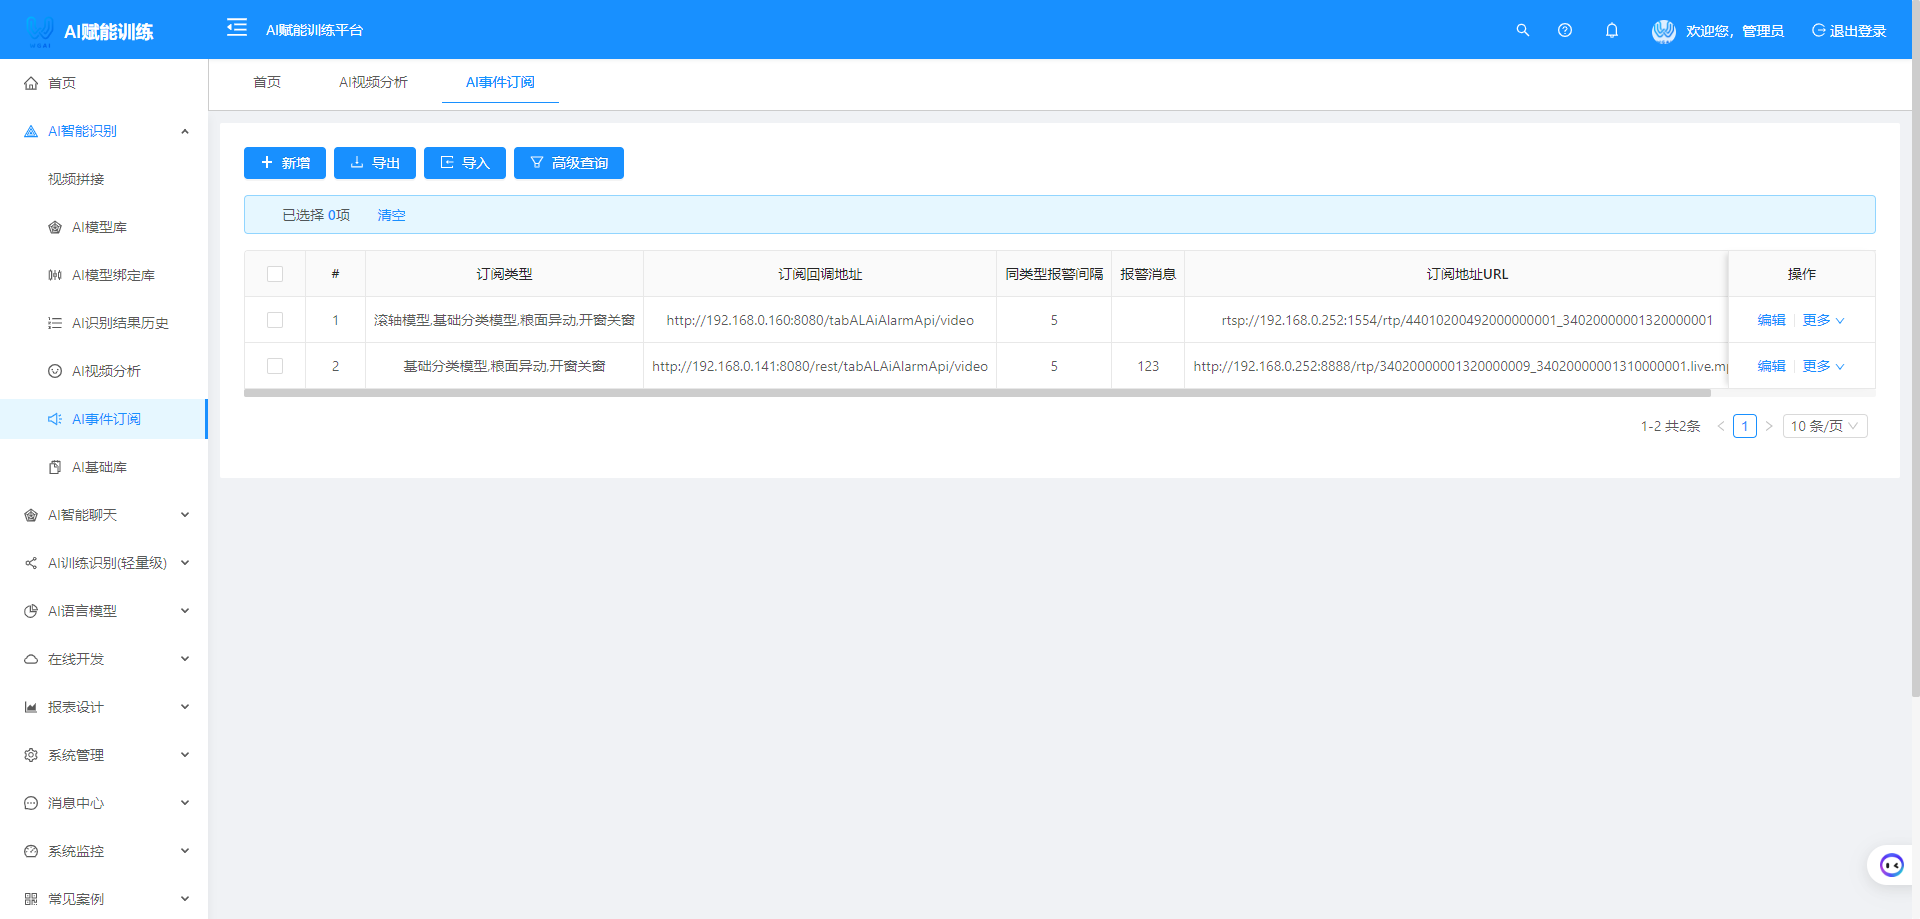 AI赋能训练
AI赋能训练平台
欢迎您，管理员
退出登录
首页
AI智能识别
视频拼接
AI模型库
AI模型绑定库
AI识别结果历史
AI视频分析
AI事件订阅
AI基础库
AI智能聊天
AI训练识别(轻量级)
AI语言模型
在线开发
报表设计
系统管理
消息中心
系统监控
常见案例
首页 AI视频分析 AI事件订阅
新增 导出 导入 高级查询
已选择 0项 清空
# 订阅类型 订阅回调地址 同类型报警间隔 报警消息 订阅地址URL 操作
1 滚轴模型,基础分类模型,粮面异动,开窗关窗 http://192.168.0.160:8080/tabALAiAlarmApi/video 5 rtsp://192.168.0.252:1554/rtp/44010200492000000001_34020000001320000001 编辑 更多
2 基础分类模型,粮面异动,开窗关窗 http://192.168.0.141:8080/rest/tabALAiAlarmApi/video 5 123 http://192.168.0.252:8888/rtp/34020000001320000009_34020000001310000001.live.mp 编辑 更多
1-2 共2条 < 1 > 10 条/页